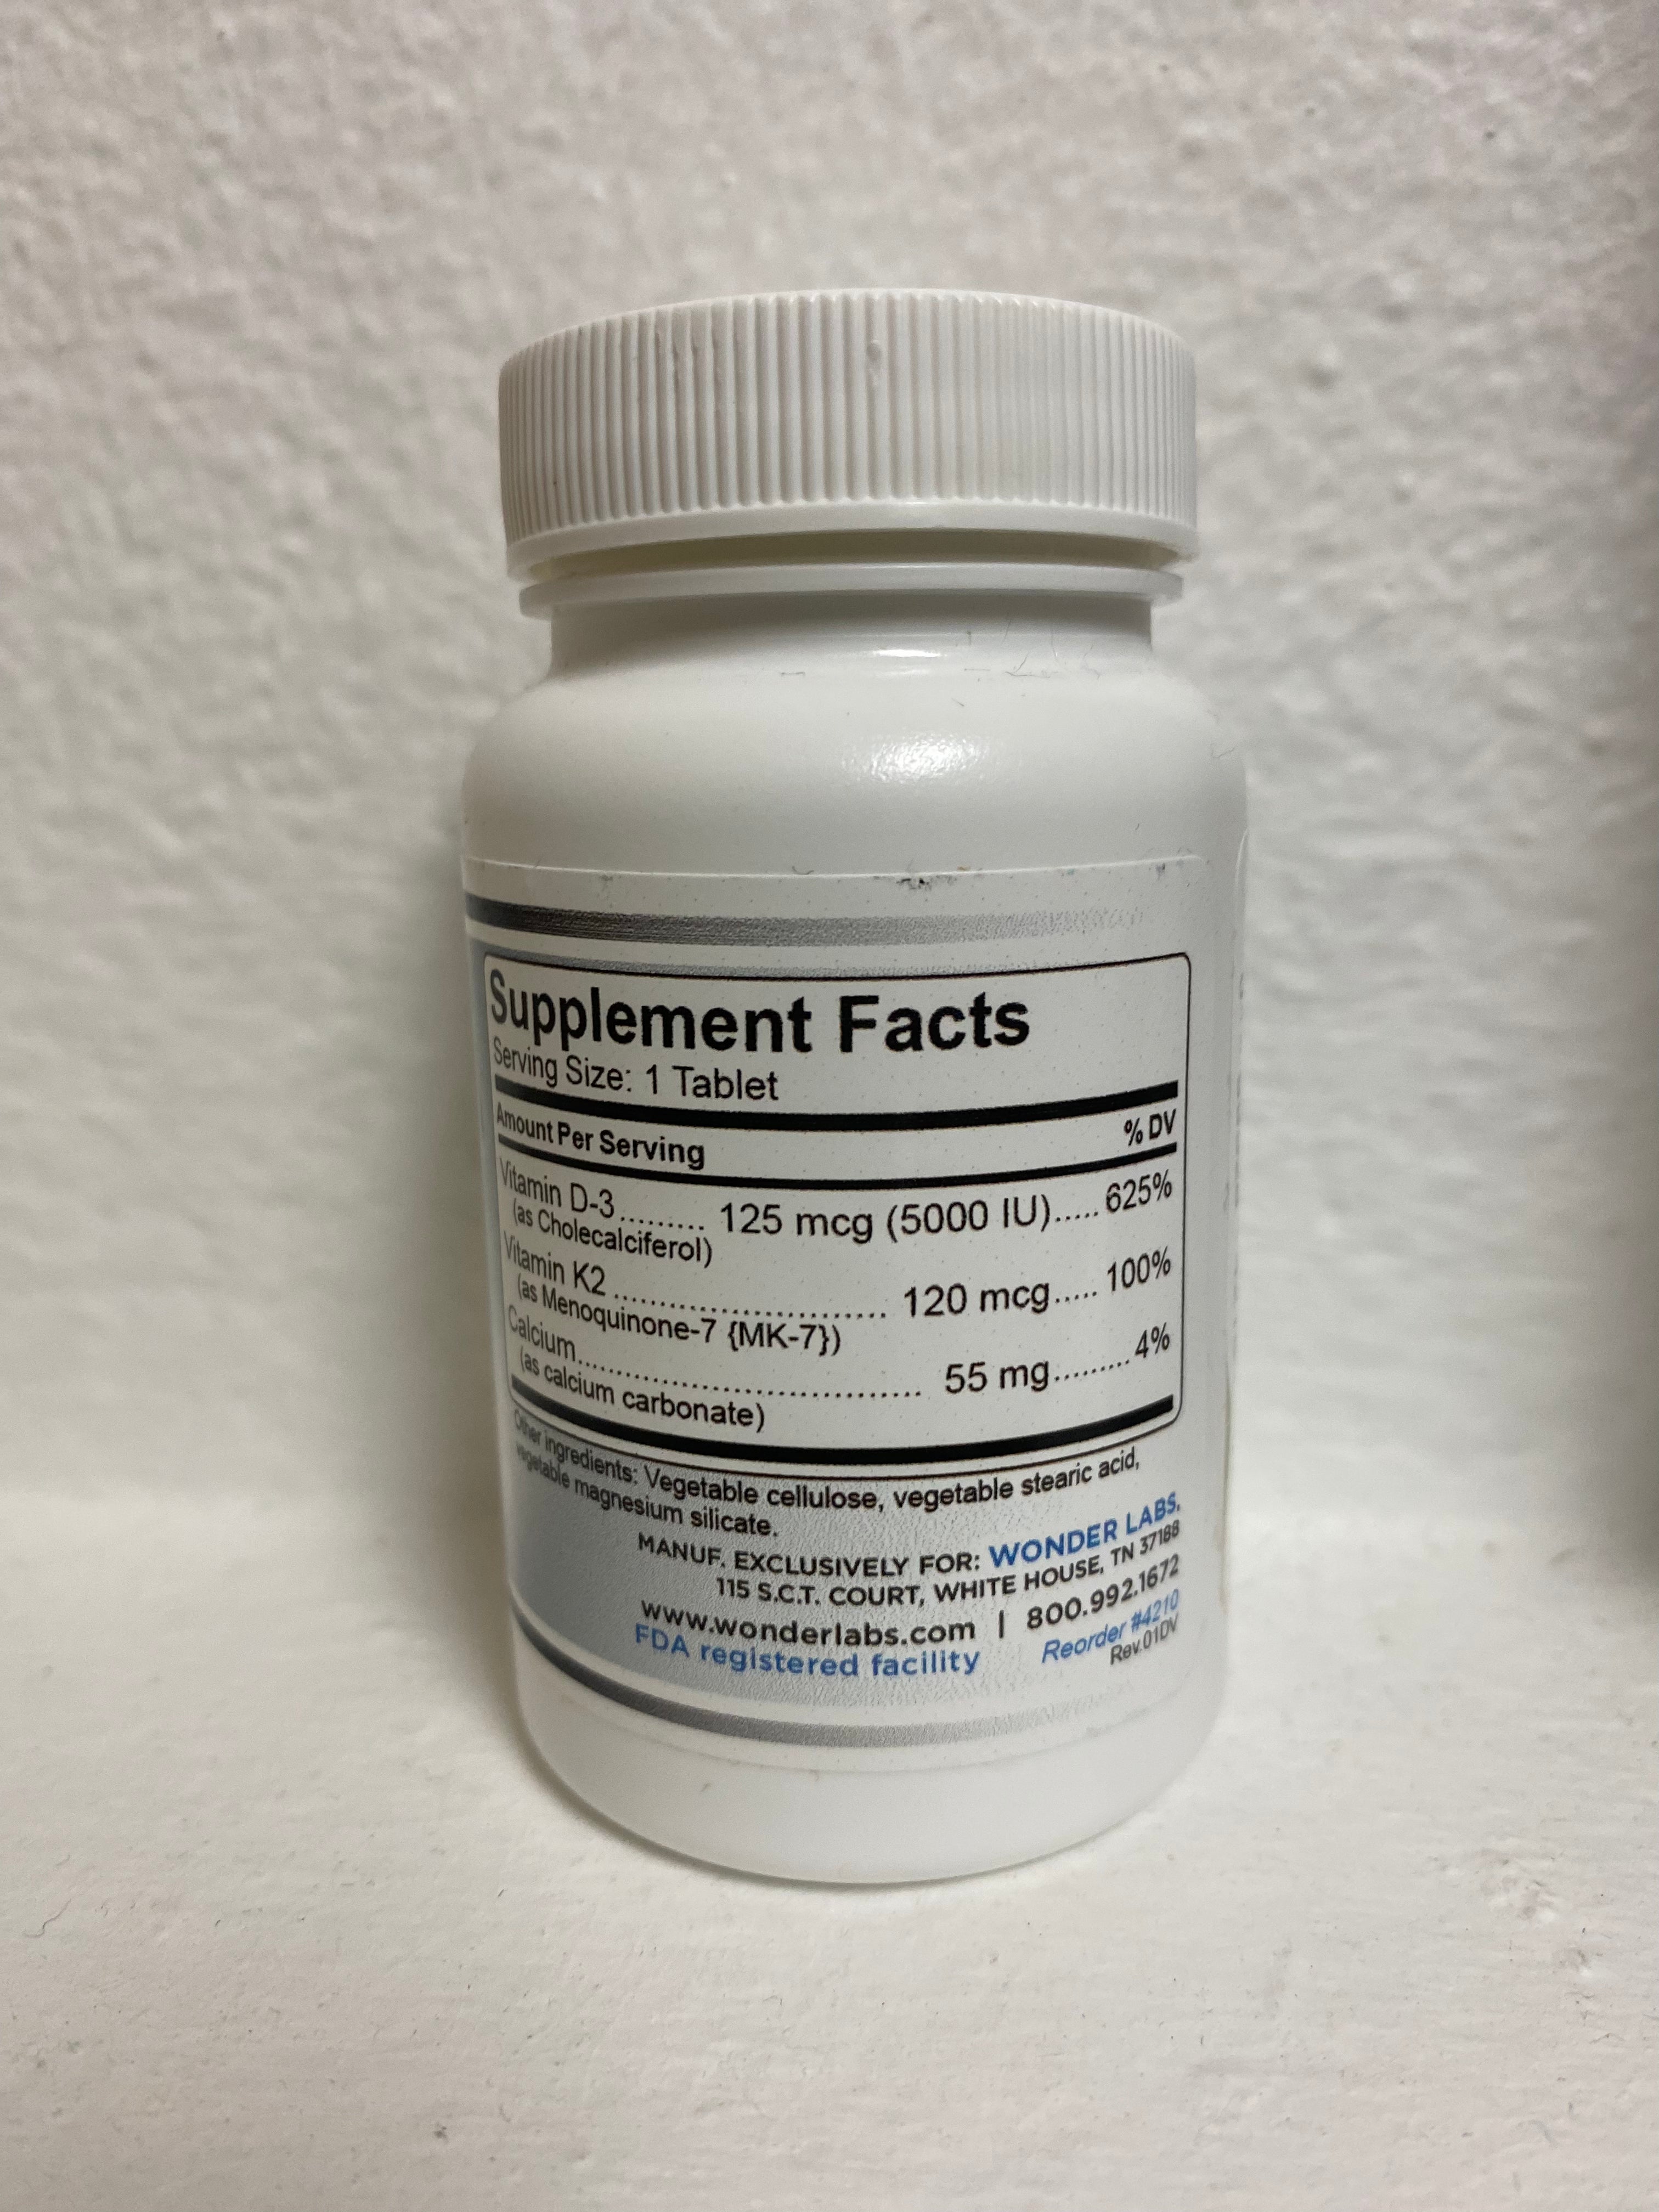 Supplement Facts
Serving Size: 1 Tablet
Amount Per Serving % DV
Vitamin D-3......... 125 mcg (5000 IU)..... 625%
(as Cholecalciferol)
Vitamin K2.............................. 120 mcg..... 100%
(as Menoquinone-7 {MK-7})
Calcium...................................... 55 mg......... 4%
(as calcium carbonate)
Other ingredients: Vegetable cellulose, vegetable stearic acid,
vegetable magnesium silicate.
MANUF. EXCLUSIVELY FOR: WONDER LABS,
115 S.C.T. COURT, WHITE HOUSE, TN 37188
www.wonderlabs.com | 800.992.1672
FDA registered facility Reorder #4210
Rev.01DV